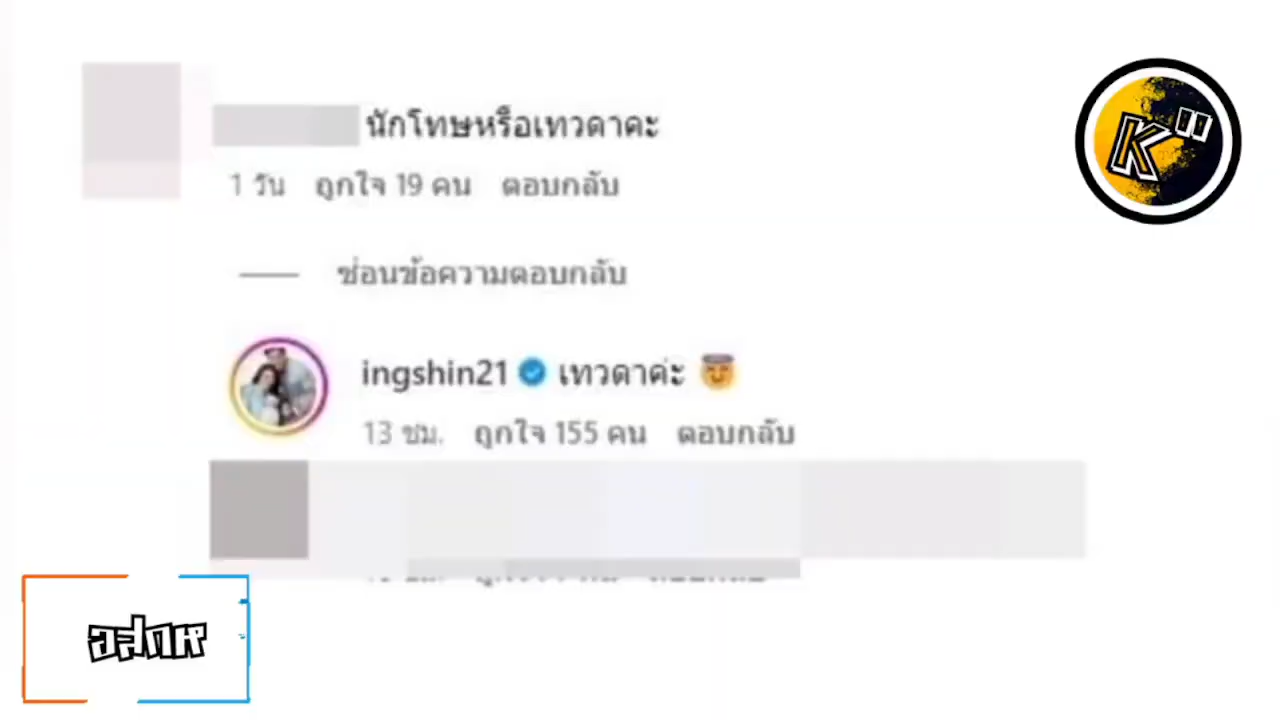 นักโทษหรือเทวดาคะ
1 วัน ถูกใจ 19 คน ตอบกลับ
ซ่อนข้อความตอบกลับ
ingshin21 เทวดาค่ะ 😇
13 ชม. ถูกใจ 155 คน ตอบกลับ
K"